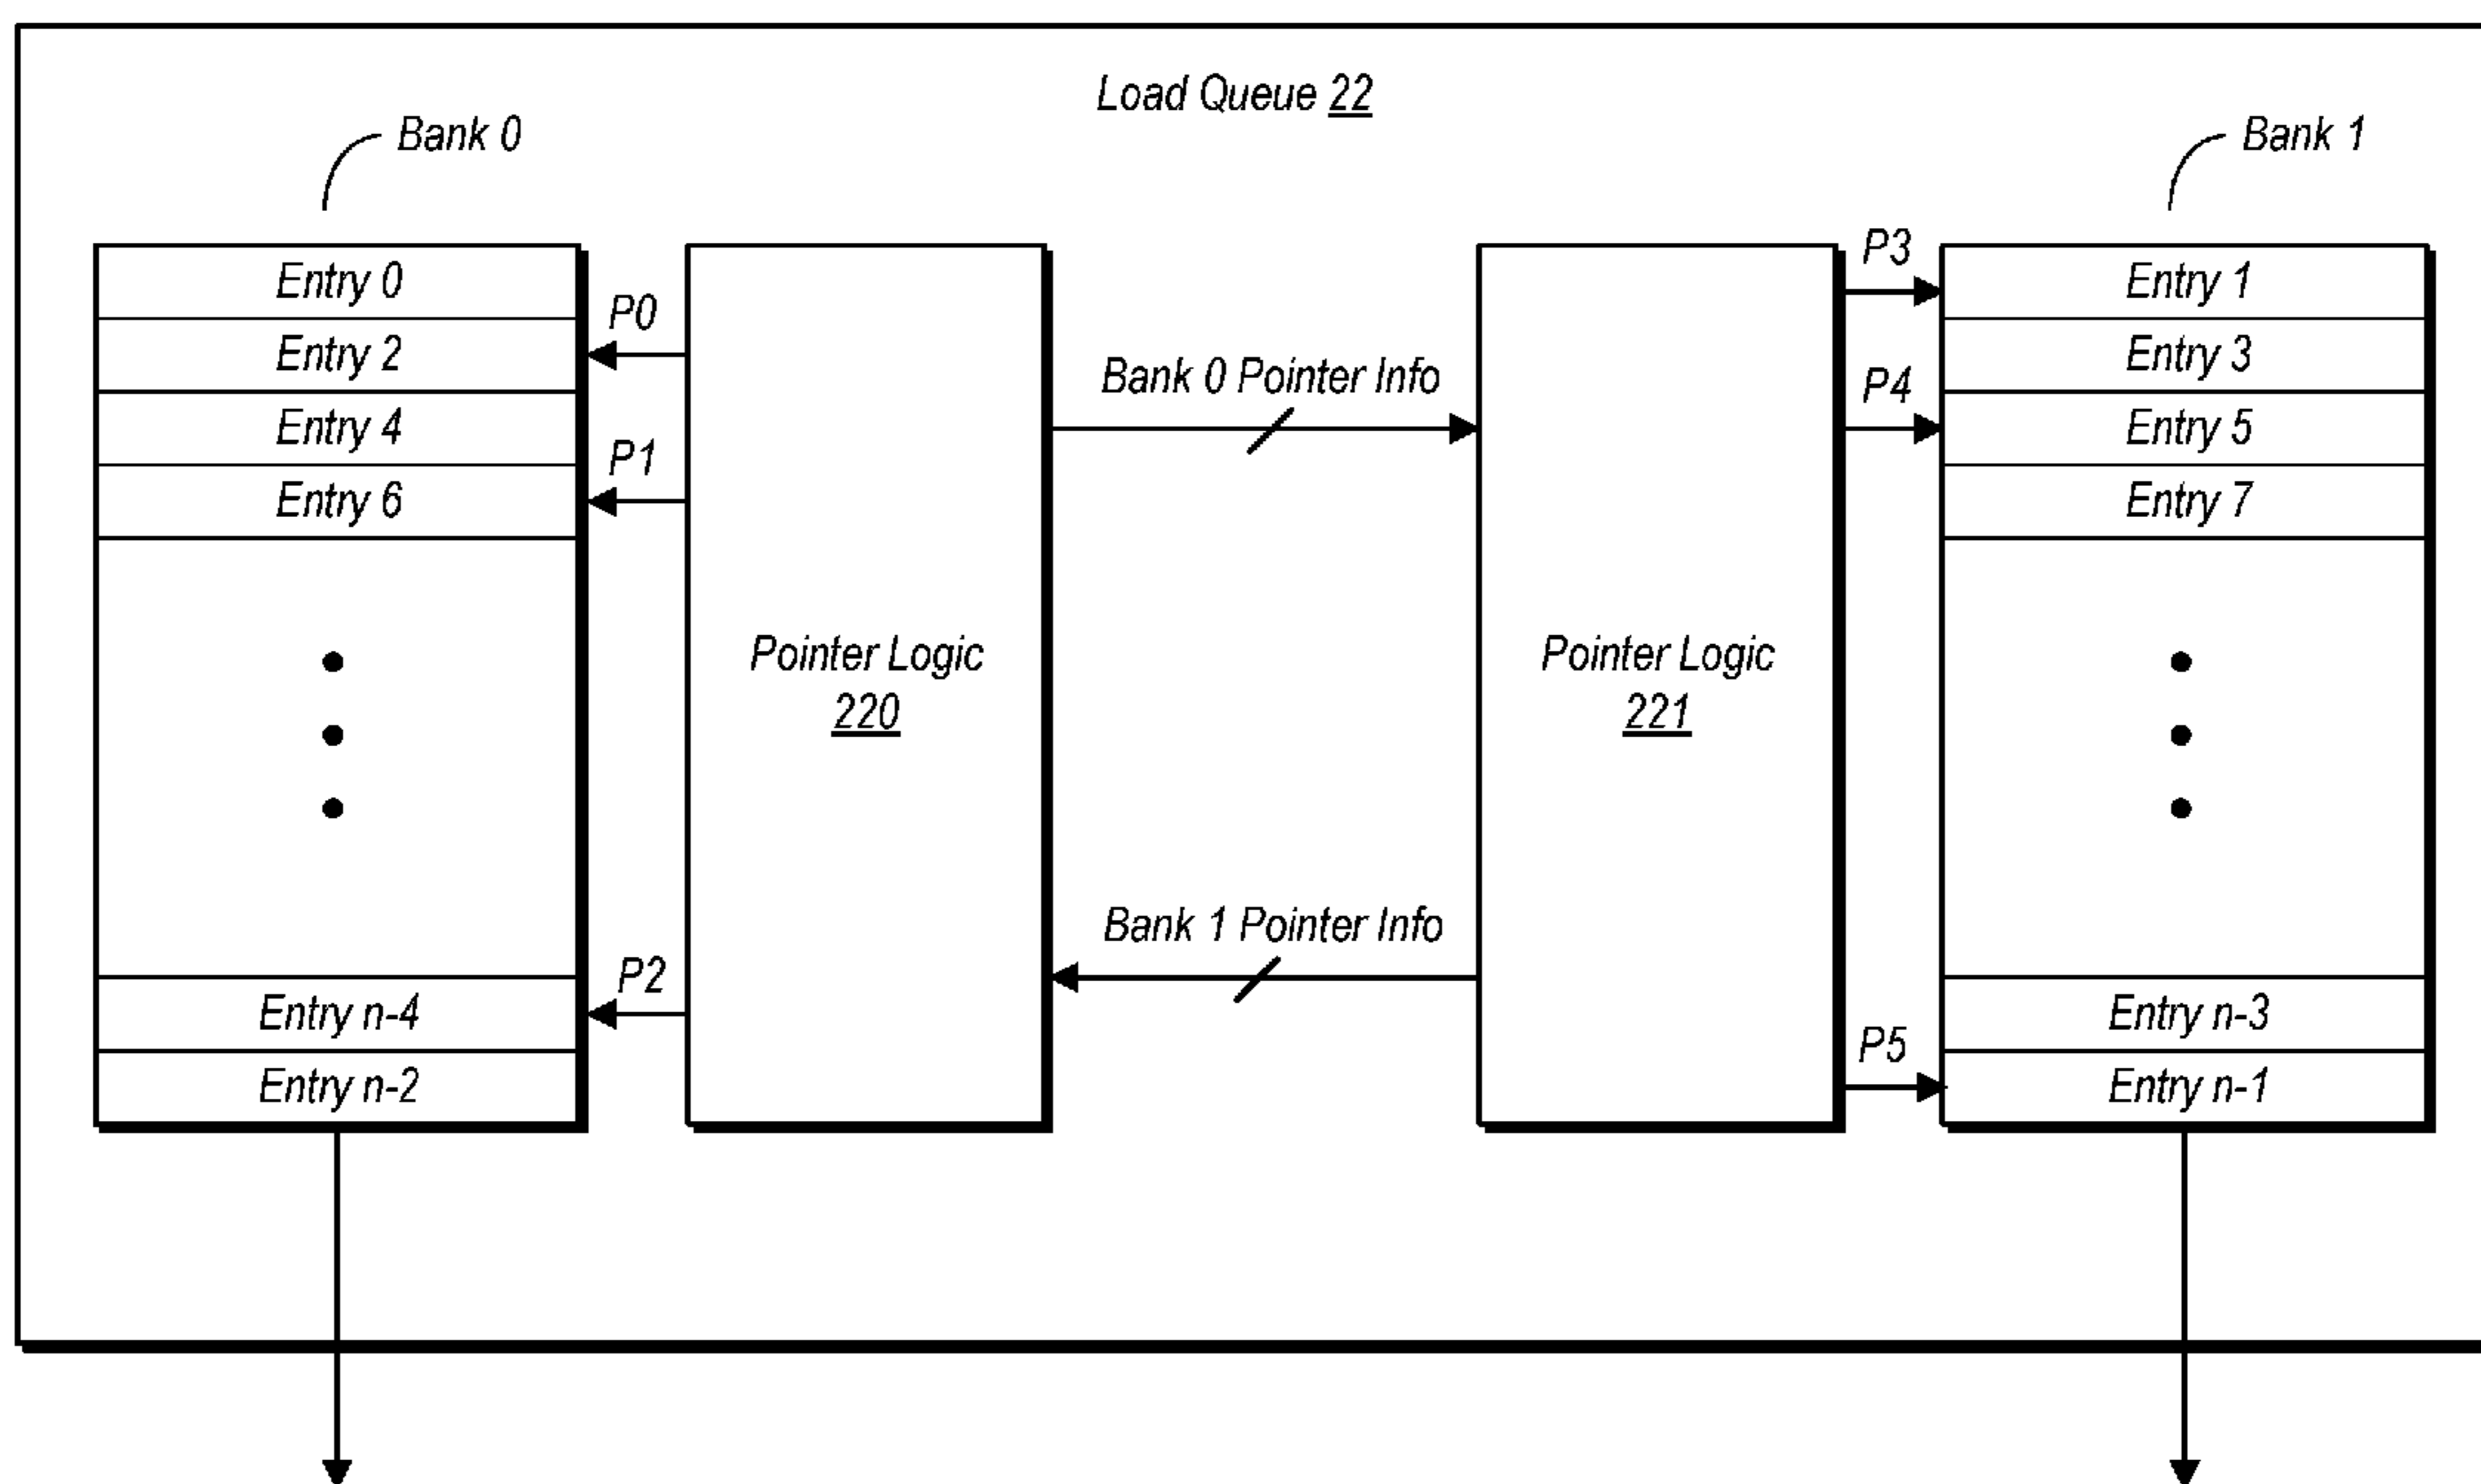 Load Queue 22
Bank 0
Bank 1
Entry 0
Entry 2
Entry 4
Entry 6
Entry n-4
Entry n-2
P0
P1
P2
Pointer Logic
220
Bank 0 Pointer Info
Bank 1 Pointer Info
Pointer Logic
221
P3
P4
P5
Entry 1
Entry 3
Entry 5
Entry 7
Entry n-3
Entry n-1